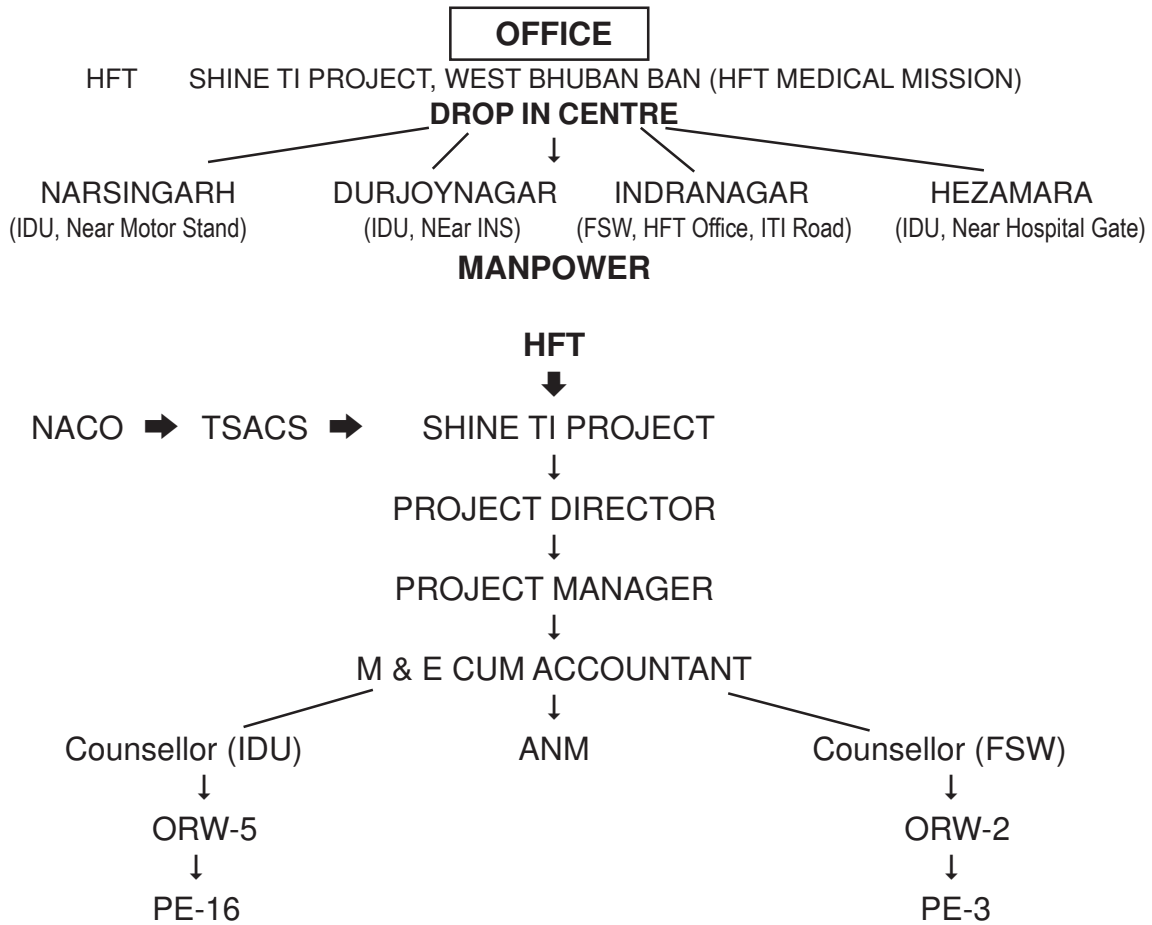 OFFICE
HFT SHINE TI PROJECT, WEST BHUBAN BAN (HFT MEDICAL MISSION)
DROP IN CENTRE
NARSINGARH DURJOYNAGAR INDRANAGAR HEZAMARA
(IDU, Near Motor Stand) (IDU, NEar INS) (FSW, HFT Office, ITI Road) (IDU, Near Hospital Gate)
MANPOWER
HFT
NACO TSACS SHINE TI PROJECT
PROJECT DIRECTOR
PROJECT MANAGER
M & E CUM ACCOUNTANT
Counsellor (IDU) ANM Counsellor (FSW)
ORW-5 ORW-2
PE-16 PE-3